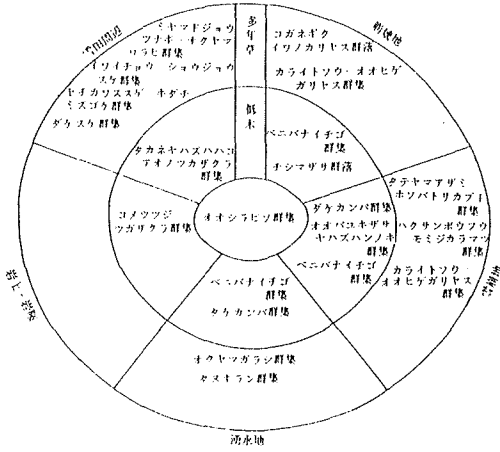 多年草
低木
ミヤマドジョウ
ツナギ・オクヤマ
ワラビ群集
イワイチョウ - ショウジョウ
スゲ群集
ヤチカワズスゲ - キダチ
ミズゴケ群集
ダケスゲ群集
コガネギク
イワノカリヤス群落
カライトソウ・オオヒゲ
ガリヤス群集
タカネヤハズハハコ
アオノツガザクラ
群集
ベニバナイチゴ
群集
チシマザサ群落
オオシラビソ群集
コメツツジ
ツガザクラ群集
ダケカンバ群集
オオバユキザサ
ヤハズハンノキ
群集
ベニバナイチゴ
群集
タテヤマアザミ
ホソバトリカブト
群集
ハクサンボウフウ
モミジカラマツ
群集
カライトソウ・
オオヒゲガリヤス
群集
ベニバナイチゴ
群集
ダケカンバ群集
オクヤマガラシ
群集
タヌキラン群集
岩上・岩隙
湧水地